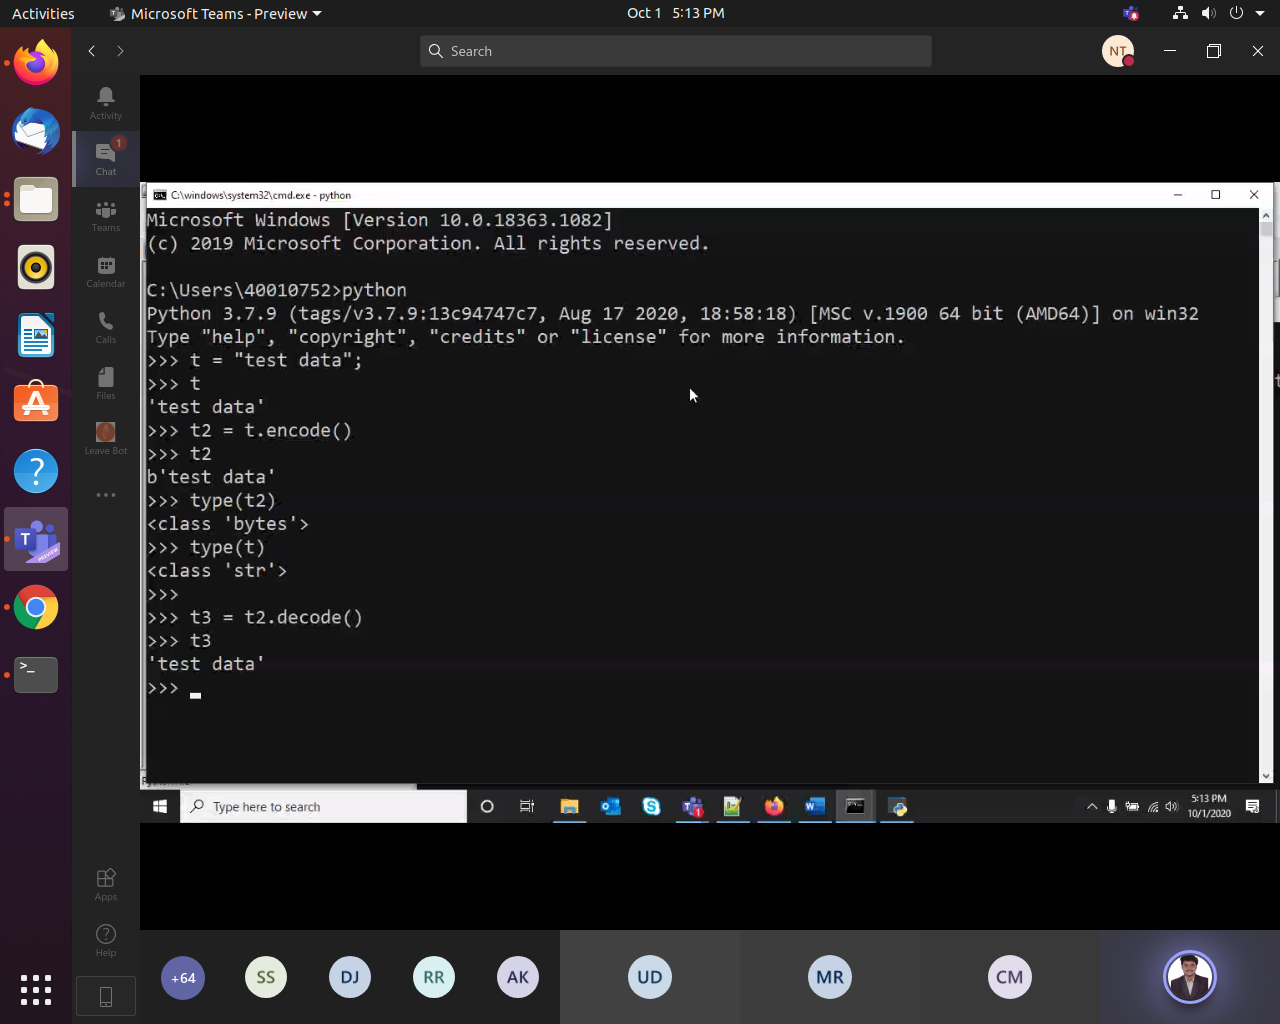 Activities
Microsoft Teams - Preview
Oct 1 5:13 PM
Search
NT
Activity
1
Chat
Teams
Calendar
Calls
Files
Leave Bot
C:\windows\system32\cmd.exe - python
Microsoft Windows [Version 10.0.18363.1082]
(c) 2019 Microsoft Corporation. All rights reserved.
C:\Users\40010752>python
Python 3.7.9 (tags/v3.7.9:13c94747c7, Aug 17 2020, 18:58:18) [MSC v.1900 64 bit (AMD64)] on win32
Type "help", "copyright", "credits" or "license" for more information.
>>> t = "test data";
>>> t
'test data'
>>> t2 = t.encode()
>>> t2
b'test data'
>>> type(t2)
<class 'bytes'>
>>> type(t)
<class 'str'>
>>>
>>> t3 = t2.decode()
>>> t3
'test data'
>>>
Type here to search
5:13 PM
10/1/2020
Apps
Help
+64
SS
DJ
RR
AK
UD
MR
CM